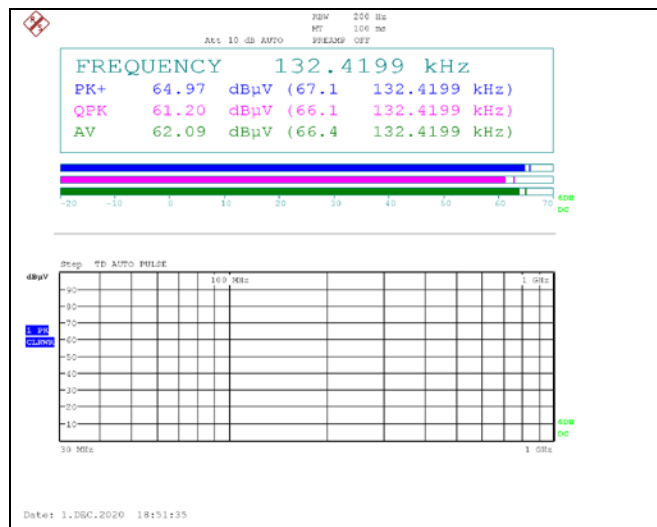 RBW 200 Hz
MT 100 ms
Att 10 dB AUTO PREAMP OFF
FREQUENCY 132.4199 kHz
PK+ 64.97 dBµV (67.1 132.4199 kHz)
QPK 61.20 dBµV (66.1 132.4199 kHz)
AV 62.09 dBµV (66.4 132.4199 kHz)
-20 -10 0 10 20 30 40 50 60 70
6DB
DC
Step TD AUTO PULSE
dBµV
100 MHz 1 GHz
90
80
70
1 PK
60
CLRWR
50
40
30
20
10
6DB
DC
30 MHz 1 GHz
Date: 1.DEC.2020 18:51:35